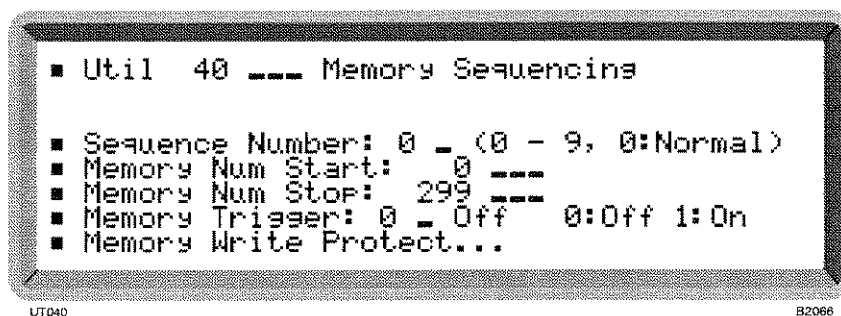 ▪ Util 40 ___ Memory Sequencing
▪ Sequence Number: 0 _ (0 - 9, 0:Normal)
▪ Memory Num Start: 0 ___
▪ Memory Num Stop: 299 ___
▪ Memory Trigger: 0 _ Off 0:Off 1:On
▪ Memory Write Protect...
UT040 B2066